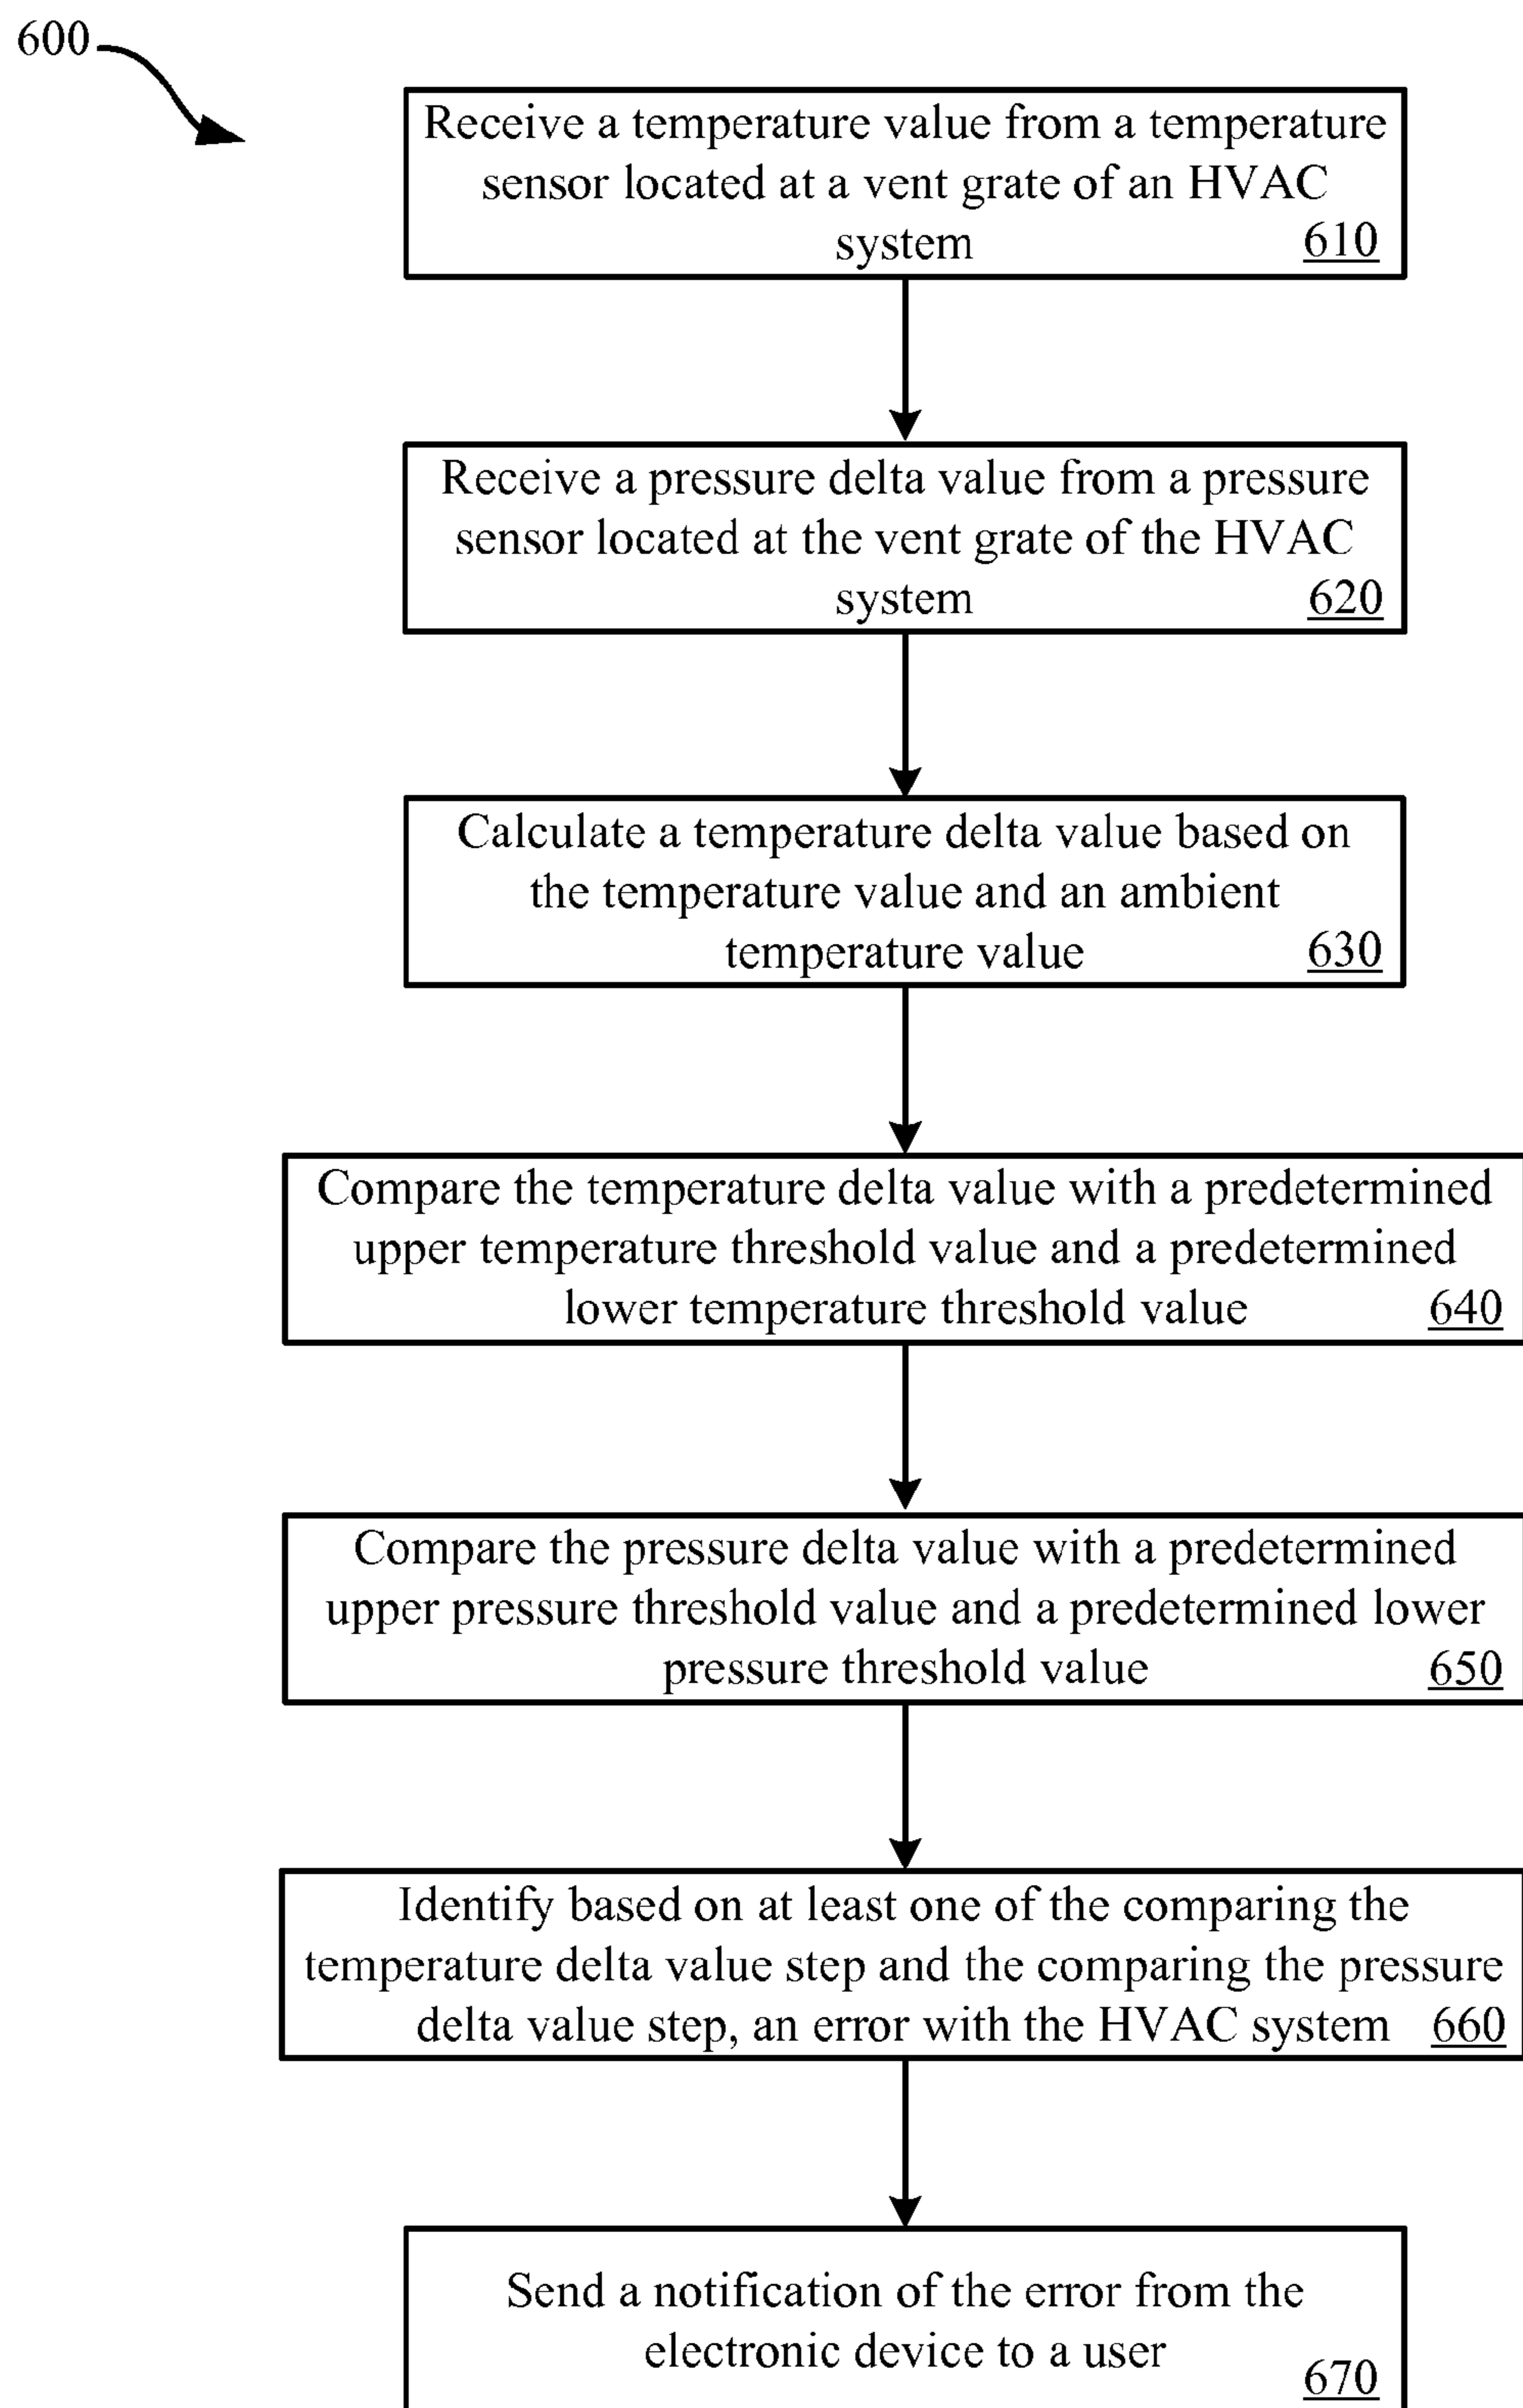 600
Receive a temperature value from a temperature
sensor located at a vent grate of an HVAC
system 610
Receive a pressure delta value from a pressure
sensor located at the vent grate of the HVAC
system 620
Calculate a temperature delta value based on
the temperature value and an ambient
temperature value 630
Compare the temperature delta value with a predetermined
upper temperature threshold value and a predetermined
lower temperature threshold value 640
Compare the pressure delta value with a predetermined
upper pressure threshold value and a predetermined lower
pressure threshold value 650
Identify based on at least one of the comparing the
temperature delta value step and the comparing the pressure
delta value step, an error with the HVAC system 660
Send a notification of the error from the
electronic device to a user
670